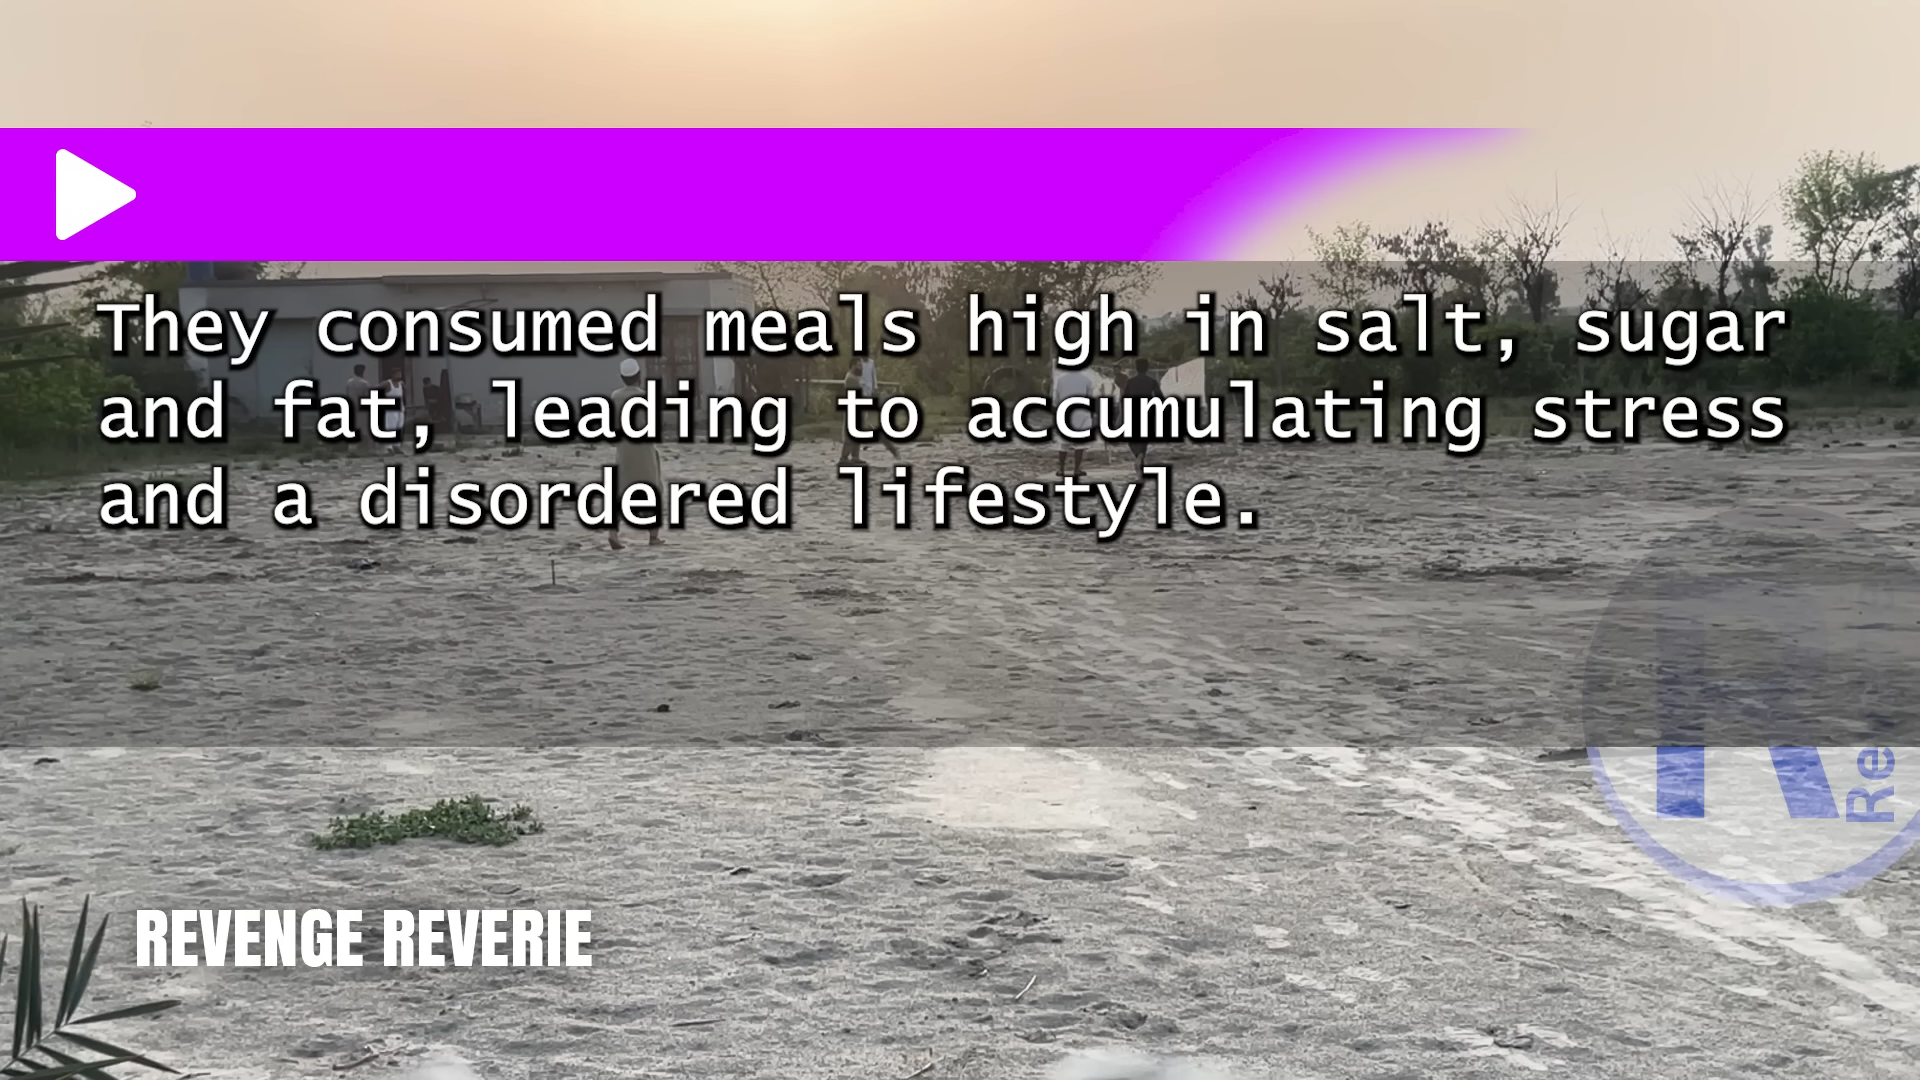 They consumed meals high in salt, sugar
and fat, leading to accumulating stress
and a disordered lifestyle.
Re
REVENGE REVERIE